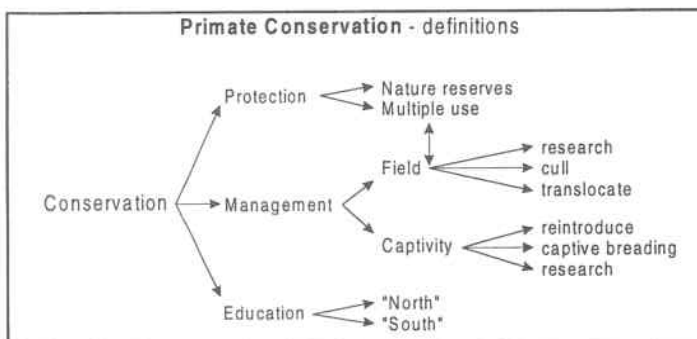 Primate Conservation - definitions
Protection
Nature reserves
Multiple use
Conservation
Management
Field
research
cull
translocate
Captivity
reintroduce
captive breading
research
Education
"North"
"South"